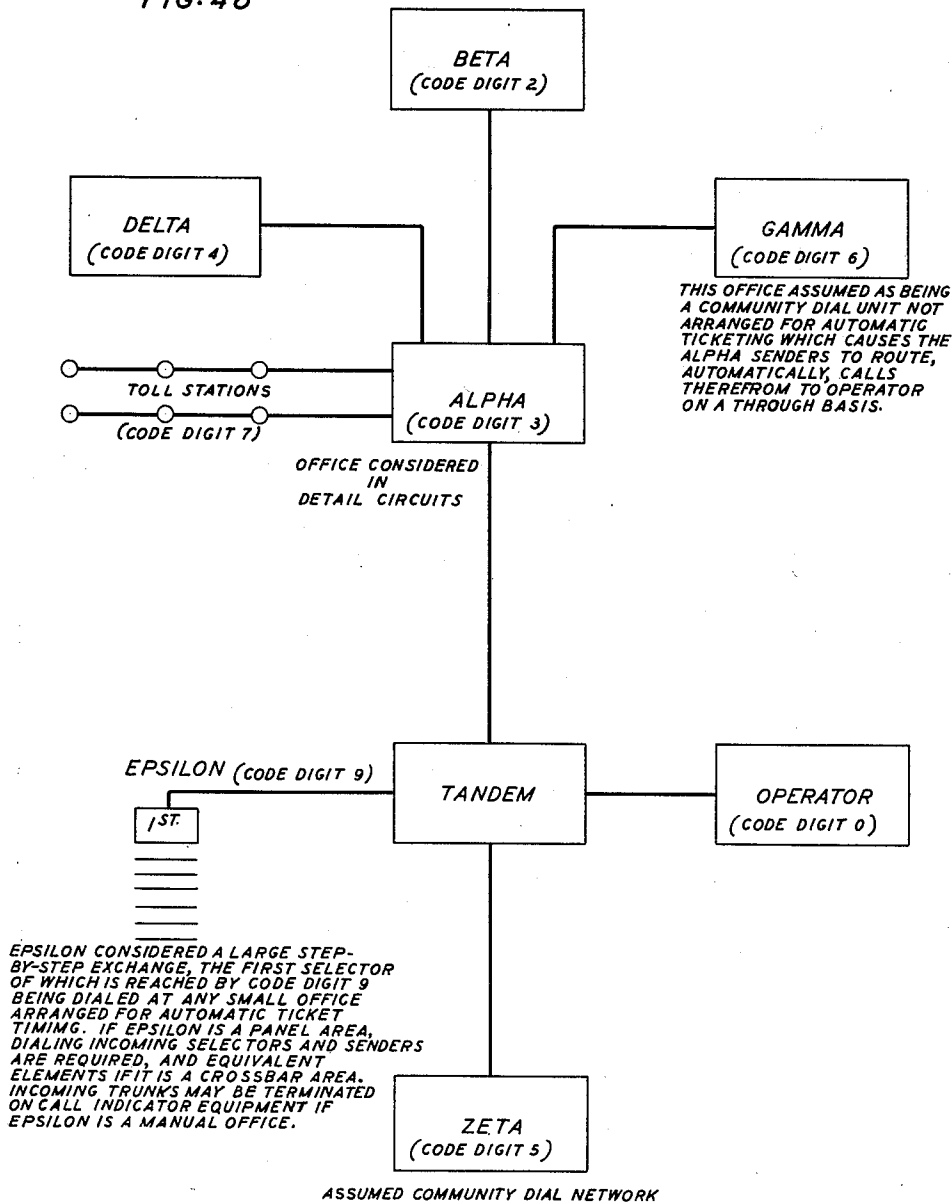 FIG. 48
BETA
(CODE DIGIT 2)
DELTA
(CODE DIGIT 4)
GAMMA
(CODE DIGIT 6)
THIS OFFICE ASSUMED AS BEING
A COMMUNITY DIAL UNIT NOT
ARRANGED FOR AUTOMATIC
TICKETING WHICH CAUSES THE
ALPHA SENDERS TO ROUTE,
AUTOMATICALLY, CALLS
THEREFROM TO OPERATOR
ON A THROUGH BASIS.
TOLL STATIONS
(CODE DIGIT 7)
ALPHA
(CODE DIGIT 3)
OFFICE CONSIDERED
IN
DETAIL CIRCUITS
EPSILON (CODE DIGIT 9)
1ST.
TANDEM
OPERATOR
(CODE DIGIT 0)
EPSILON CONSIDERED A LARGE STEP-
BY-STEP EXCHANGE, THE FIRST SELECTOR
OF WHICH IS REACHED BY CODE DIGIT 9
BEING DIALED AT ANY SMALL OFFICE
ARRANGED FOR AUTOMATIC TICKET
TIMIMG. IF EPSILON IS A PANEL AREA,
DIALING INCOMING SELECTORS AND SENDERS
ARE REQUIRED, AND EQUIVALENT
ELEMENTS IF IT IS A CROSSBAR AREA.
INCOMING TRUNKS MAY BE TERMINATED
ON CALL INDICATOR EQUIPMENT IF
EPSILON IS A MANUAL OFFICE.
ZETA
(CODE DIGIT 5)
ASSUMED COMMUNITY DIAL NETWORK